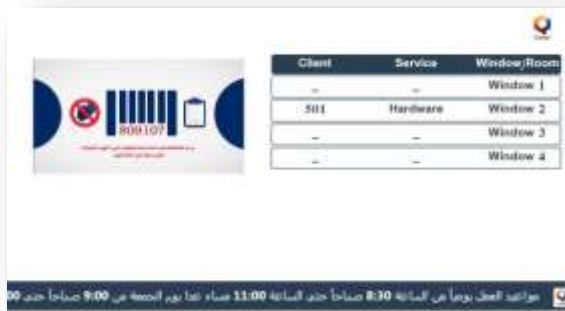 Client Service Window/Room
_ _ Window 1
501 Hardware Window 2
_ _ Window 3
_ _ Window 4
809107
مواعيد العمل يومياً من الساعة 8:30 صباحاً حتى الساعة 11:00 مساء عدا يوم الجمعة من 9:00 صباحاً حتى 00